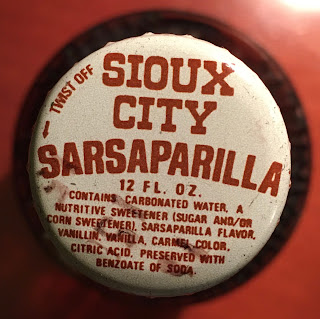 TWIST OFF
SIOUX
CITY
SARSAPARILLA
12 FL. OZ.
CONTAINS CARBONATED WATER, A
NUTRITIVE SWEETENER (SUGAR AND/OR
CORN SWEETENER), SARSAPARILLA FLAVOR,
VANILLIN, VANILLA, CARMEL COLOR,
CITRIC ACID, PRESERVED WITH
BENZOATE OF SODA.